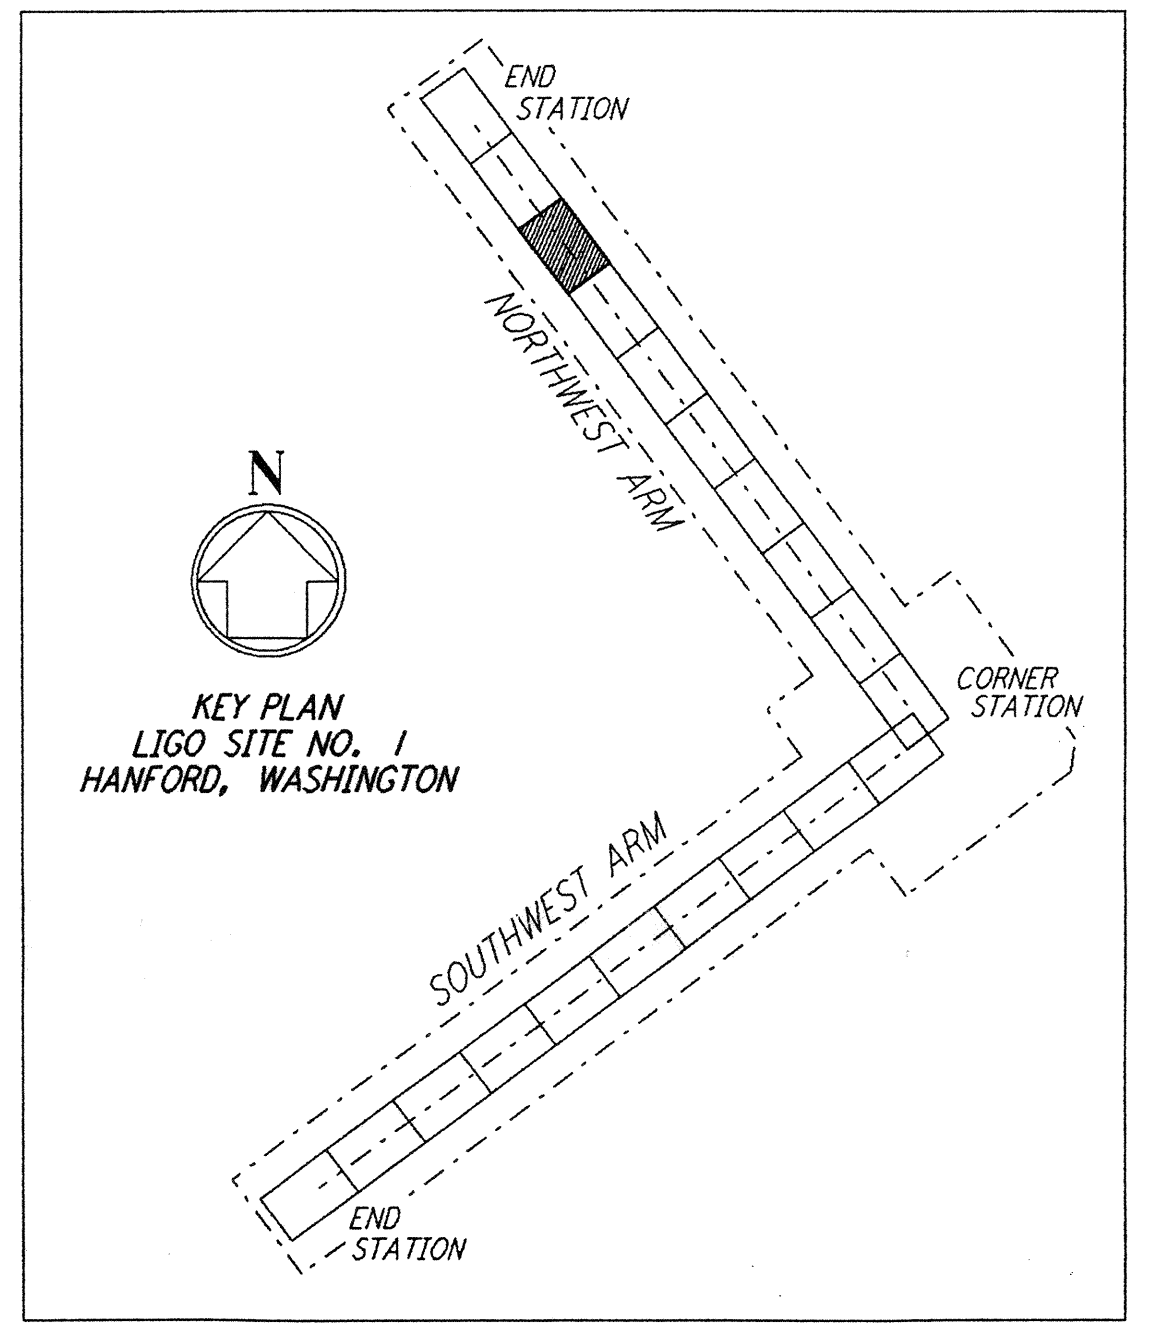 END
STATION
NORTHWEST ARM
N
KEY PLAN
LIGO SITE NO. 1
HANFORD, WASHINGTON
CORNER
STATION
SOUTHWEST ARM
END
STATION